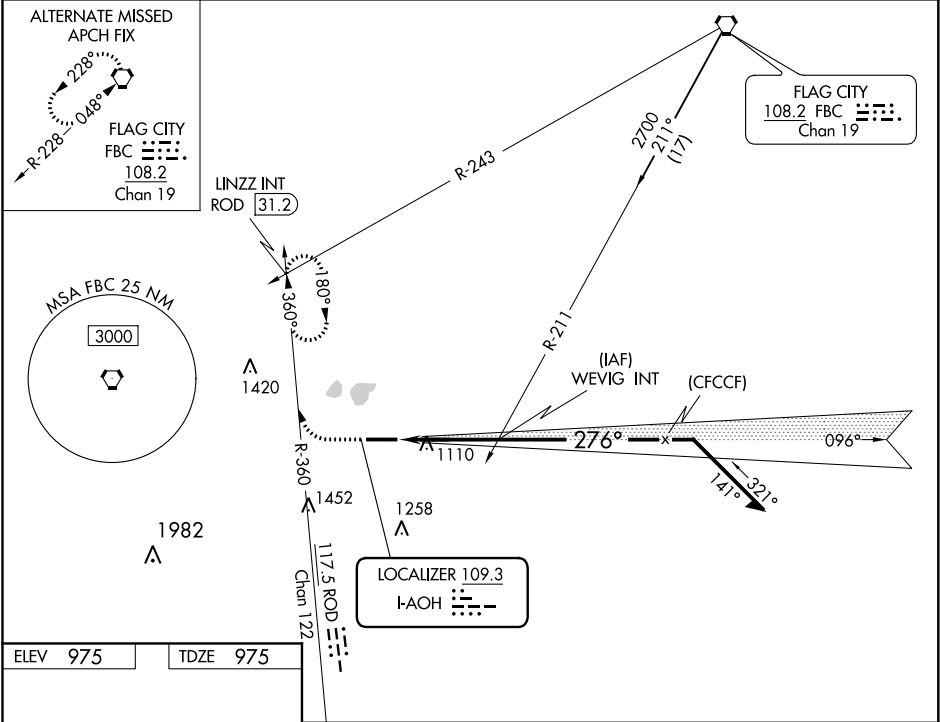 ALTERNATE MISSED
APCH FIX
228°
048°
R-228
FLAG CITY
FBC
108.2
Chan 19
FLAG CITY
108.2 FBC
Chan 19
2700
211°
(17)
R-243
LINZZ INT
ROD 31.2
180°
360°
MSA FBC 25 NM
3000
1420
R-211
(IAF)
WEVIG INT
(CFCCF)
276°
096°
1110
321°
141°
R-360
1452
1258
1982
LOCALIZER 109.3
I-AOH
117.5 ROD
Chan 122
ELEV 975
TDZE 975